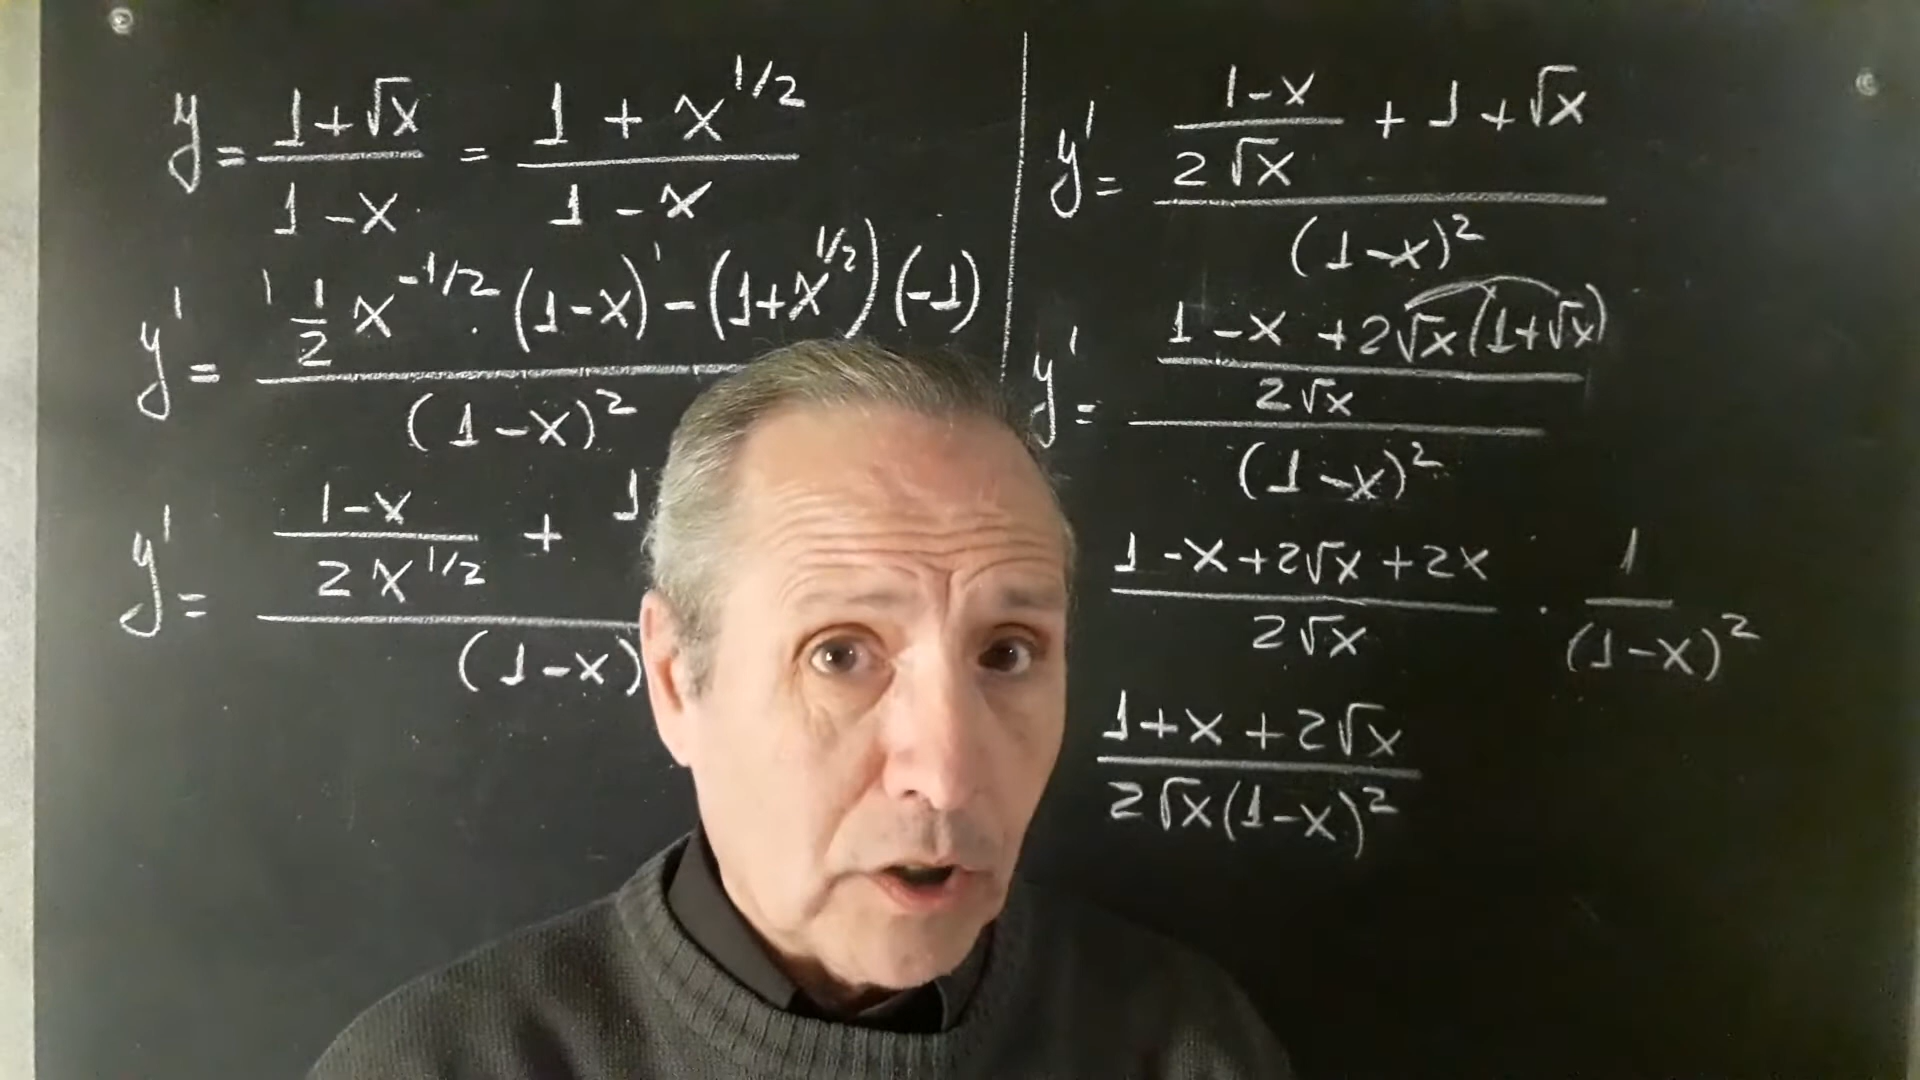 y = (1+√x)/(1-x) = (1 + x^(1/2))/(1-x)
y' = (1/2 x^(-1/2) · (1-x) - (1+x^(1/2)) (-1))/(1-x)^2
y' = ((1-x)/(2x^(1/2)) + 1)/(1-x)
y' = ((1-x)/(2√x) + 1 + √x)/(1-x)^2
y' = ((1-x + 2√x(1+√x))/(2√x))/(1-x)^2
(1-x+2√x+2x)/(2√x) · 1/(1-x)^2
(1+x+2√x)/(2√x(1-x)^2)